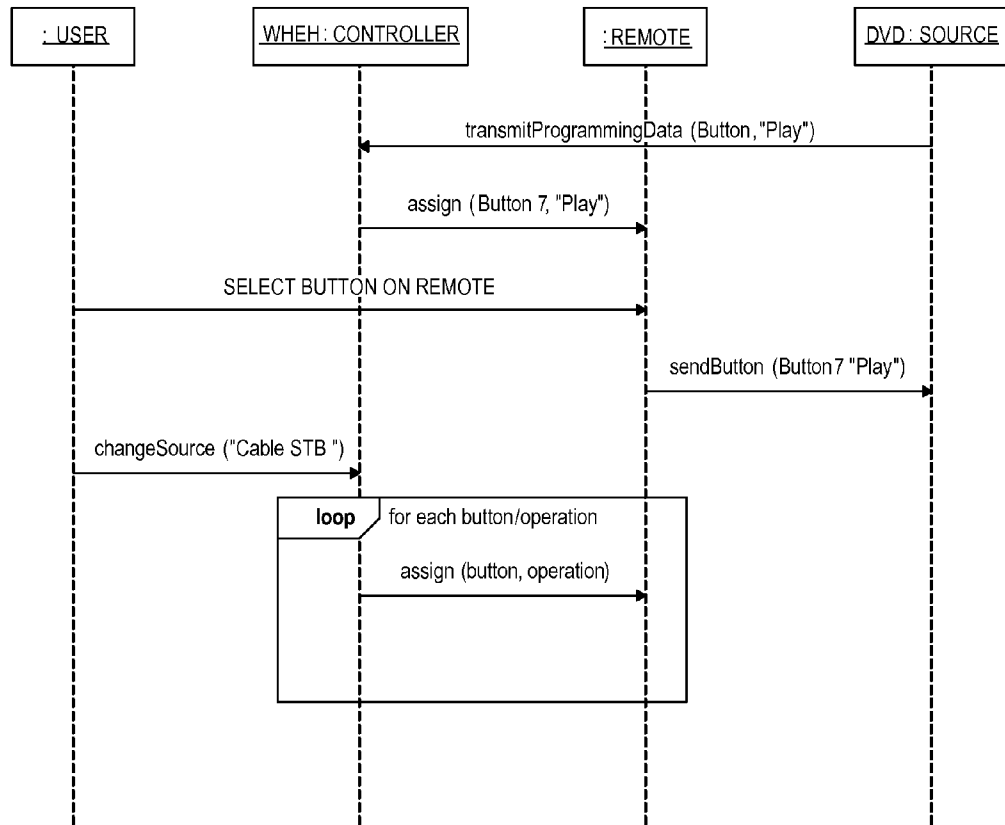 : USER
WHEH : CONTROLLER
: REMOTE
DVD : SOURCE
transmitProgrammingData (Button, "Play")
assign (Button 7, "Play")
SELECT BUTTON ON REMOTE
sendButton (Button7 "Play")
changeSource ("Cable STB ")
loop for each button/operation
assign (button, operation)